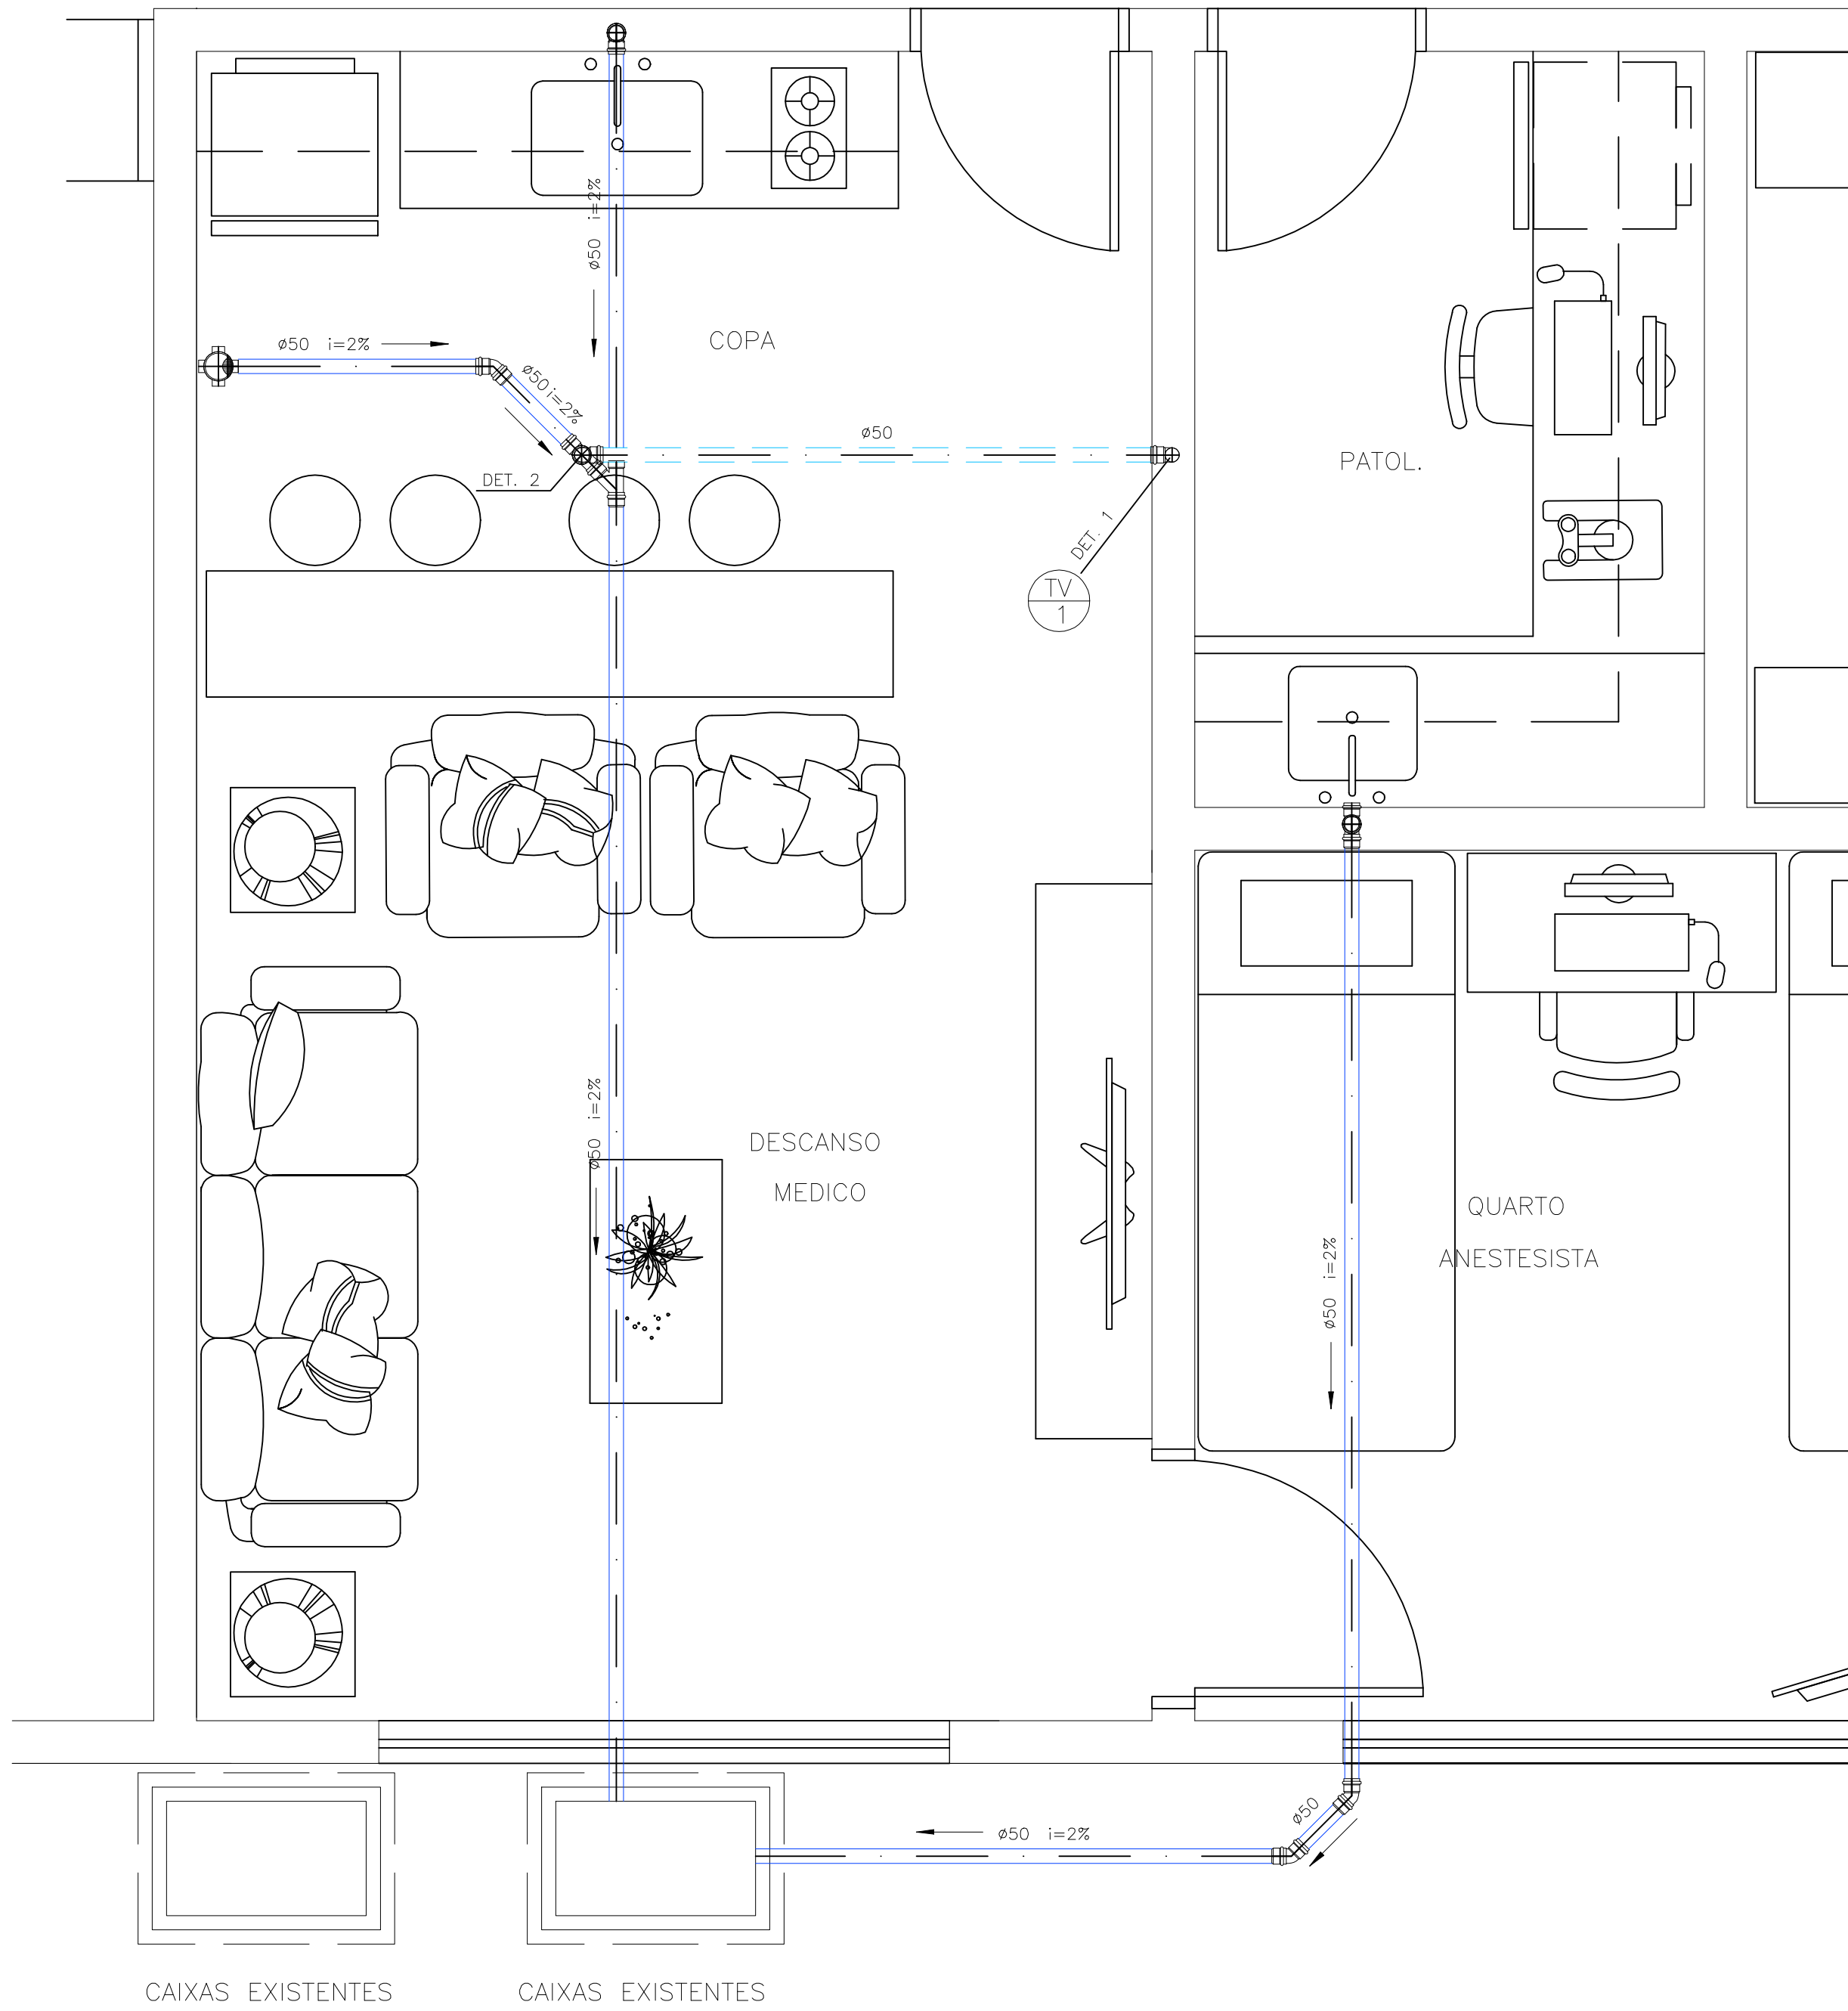 ø50 i=2%
COPA
ø50 i=2%
ø50 i=2%
ø50
PATOL.
DET. 2
DET. 1
TV
1
ø50 i=2%
DESCANSO
MEDICO
QUARTO
ANESTESISTA
ø50 i=2%
ø50
ø50 i=2%
CAIXAS EXISTENTES
CAIXAS EXISTENTES